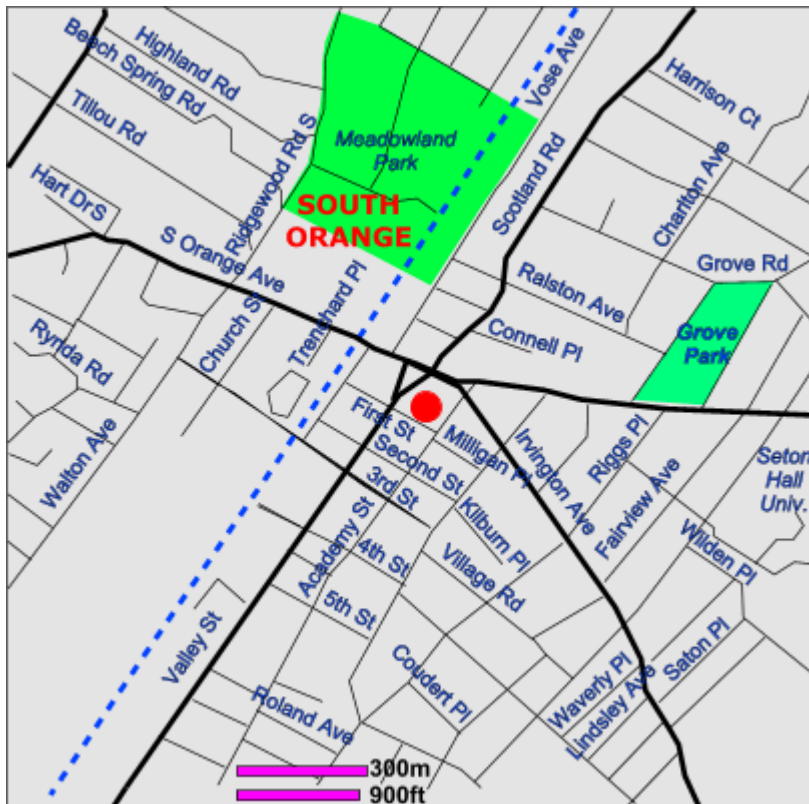 Highland Rd
Beech Spring Rd
Tillou Rd
Hart Dr S
Ridgewood Rd S
Meadowland
Park
SOUTH
ORANGE
Vose Ave
Scotland Rd
Harrison Ct
Charlton Ave
Grove Rd
S Orange Ave
Ralston Ave
Connell Pl
Grove
Park
Trenchard Pl
Church St
Rynda Rd
Walton Ave
First St
Milligan Pl
Second St
3rd St
Irvington Ave
Riggs Pl
Fairview Ave
Seton
Hall
Univ.
Kilburn Pl
Academy St
4th St
Village Rd
Wilden Pl
5th St
Valley St
Coudert Pl
Roland Ave
Waverly Pl
Lindsley Ave
Saton Pl
300m
900ft